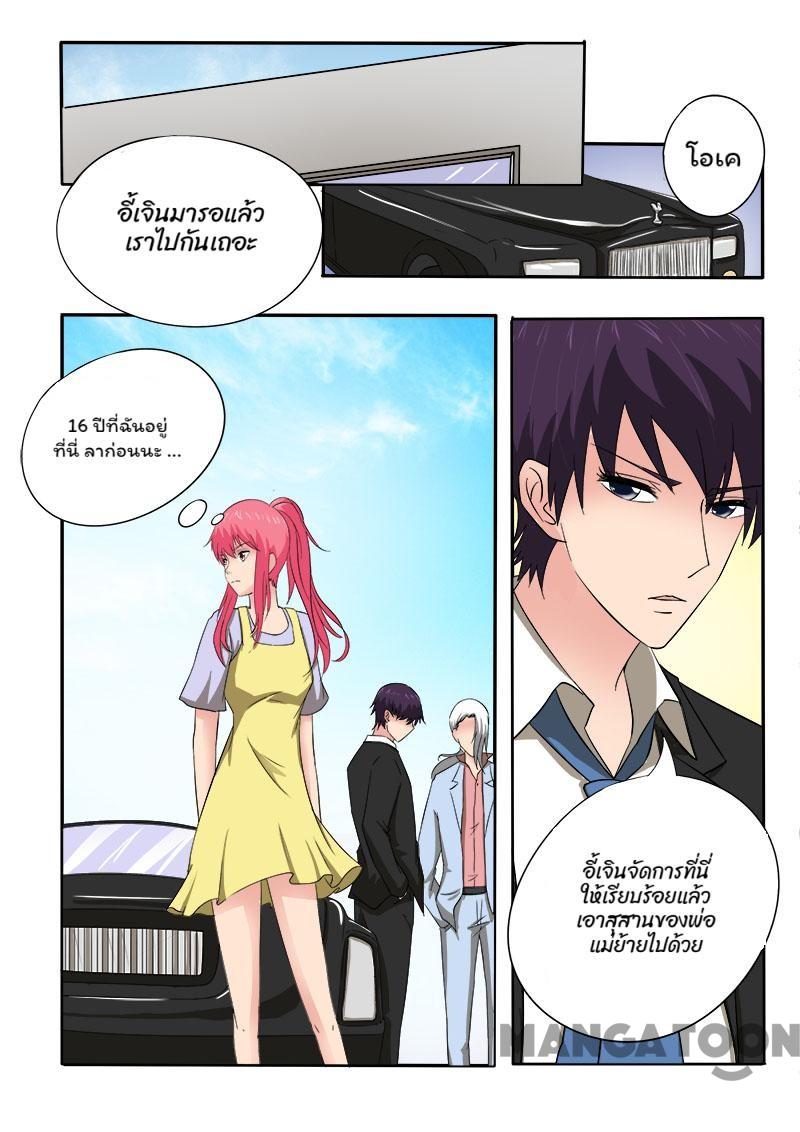 อี้เจินมารอแล้ว
เราไปกันเถอะ
โอเค
16 ปีที่ฉันอยู่
ที่นี่ ลาก่อนนะ ...
อี้เจินจัดการที่นี่
ให้เรียบร้อยแล้ว
เอาสุสานของพ่อ
แม่ย้ายไปด้วย
MANGATOON